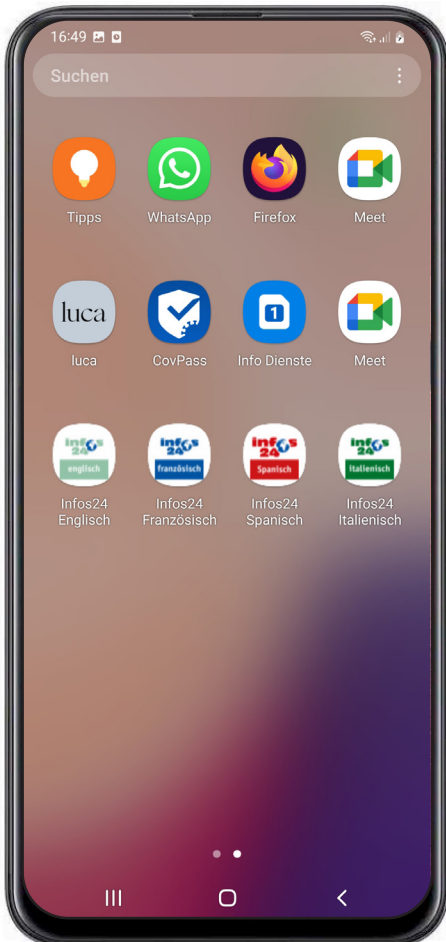 16:49
Suchen
Tipps
WhatsApp
Firefox
Meet
luca
1
luca
CovPass
Info Dienste
Meet
infos
24
englisch
infos
24
französisch
infos
24
Spanisch
infos
24
Italienisch
Infos24
Englisch
Infos24
Französisch
Infos24
Spanisch
Infos24
Italienisch